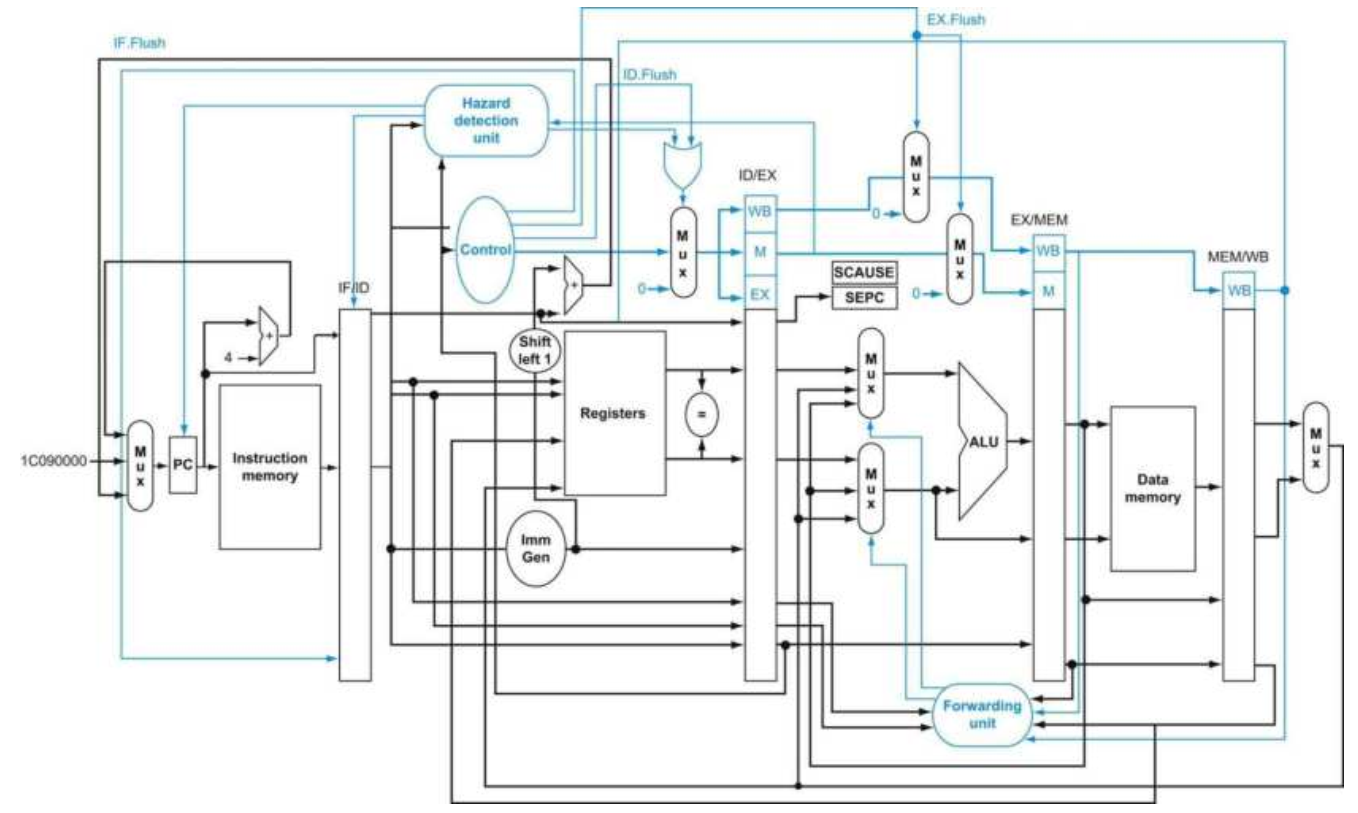 EX.Flush
IF.Flush
ID.Flush
Hazard
detection
unit
M
u
x
ID/EX
WB
0
EX/MEM
Control
M
u
x
M
M
u
x
WB
MEM/WB
SCAUSE
IF/ID
+
0
EX
SEPC
0
M
WB
+
4
Shift
left 1
M
u
x
Registers
=
ALU
M
u
x
1C090000
M
u
x
PC
Instruction
memory
M
u
x
Data
memory
Imm
Gen
Forwarding
unit